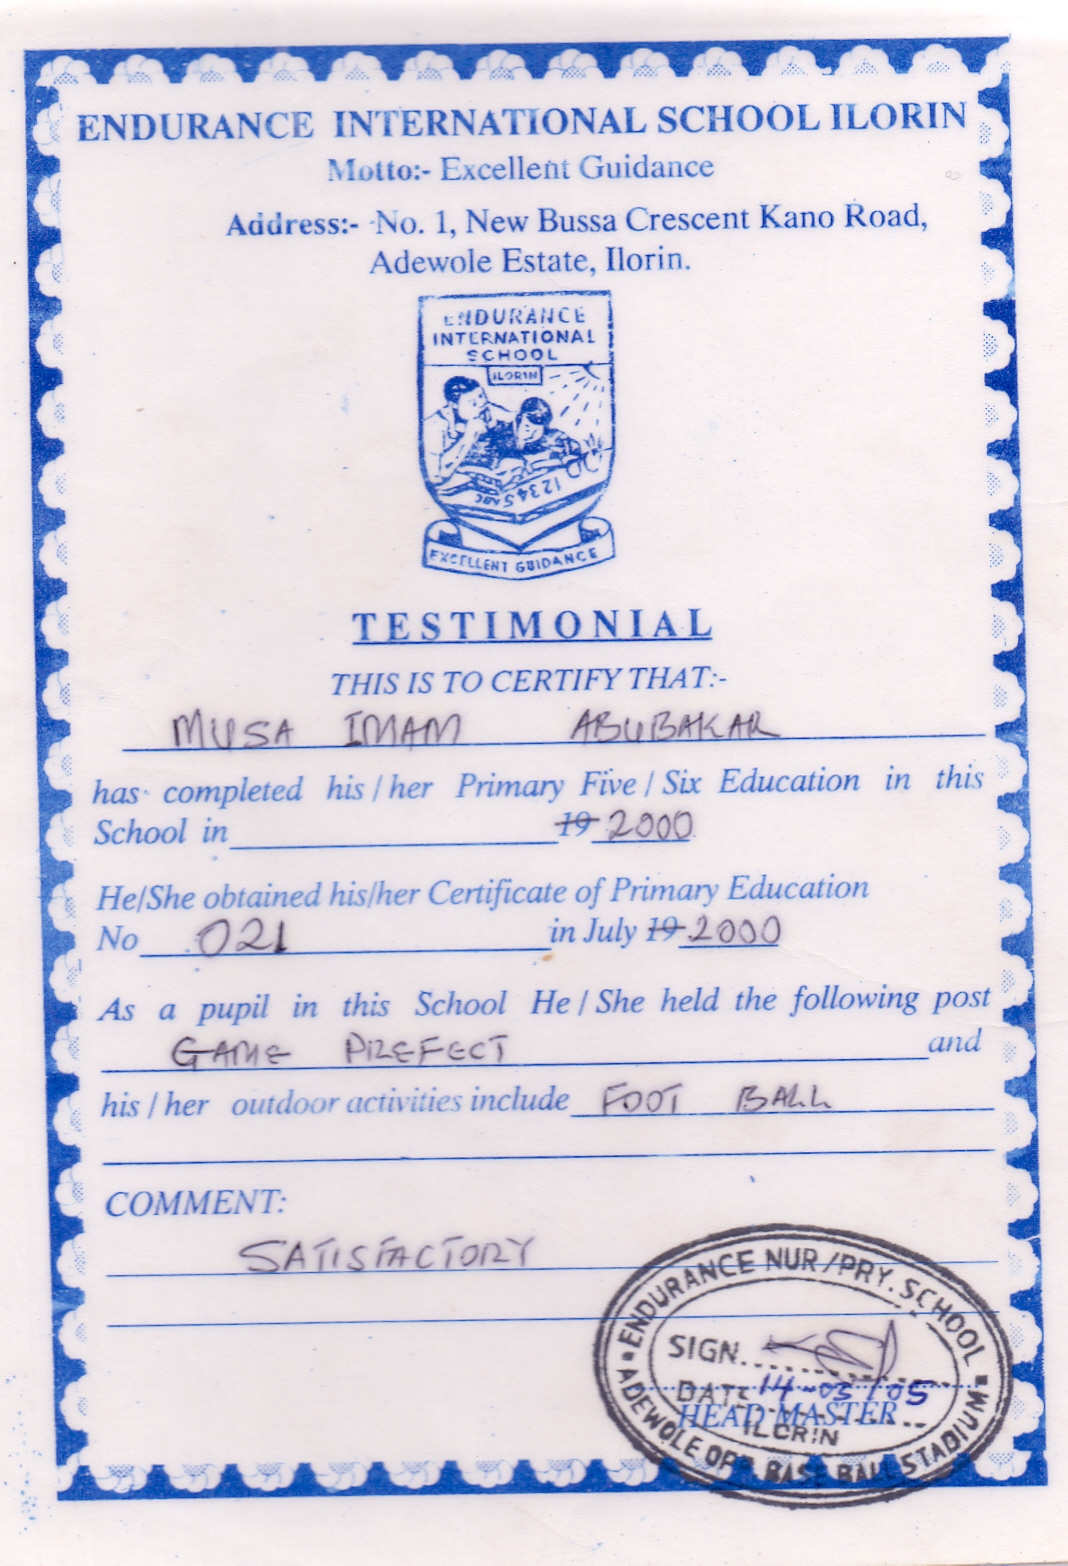 ENDURANCE INTERNATIONAL SCHOOL ILORIN
Motto:- Excellent Guidance
Address:- No. 1, New Bussa Crescent Kano Road,
Adewole Estate, Ilorin.
ENDURANCE
INTERNATIONAL
SCHOOL
ILORIN
12345 ABC
EXCELLENT GUIDANCE
TESTIMONIAL
THIS IS TO CERTIFY THAT:-
MUSA IMAM ABUBAKAR
has completed his / her Primary Five / Six Education in this
School in 19 2000
He/She obtained his/her Certificate of Primary Education
No 021 in July 19 2000
As a pupil in this School He / She held the following post
GAME PREFECT and
his / her outdoor activities include FOOT BALL
COMMENT:
SATISFACTORY
ENDURANCE NUR/PRY. SCHOOL
SIGN.
DATE 14-03-05
HEAD MASTER
ILORIN
ADEWOLE OPP. BASE BALL STADIUM